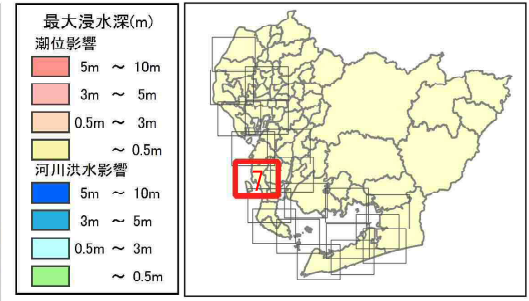 最大浸水深(m)
潮位影響
5m ～ 10m
3m ～ 5m
0.5m ～ 3m
～ 0.5m
河川洪水影響
5m ～ 10m
3m ～ 5m
0.5m ～ 3m
～ 0.5m
7